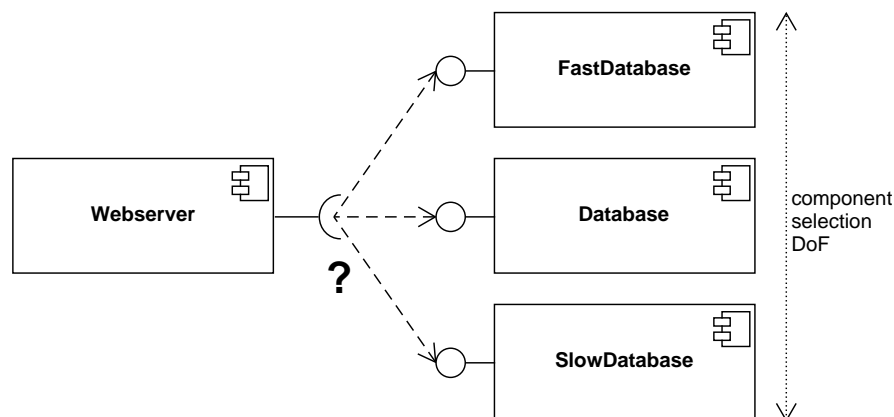 FastDatabase
Webserver
Database
component
selection
DoF
?
SlowDatabase